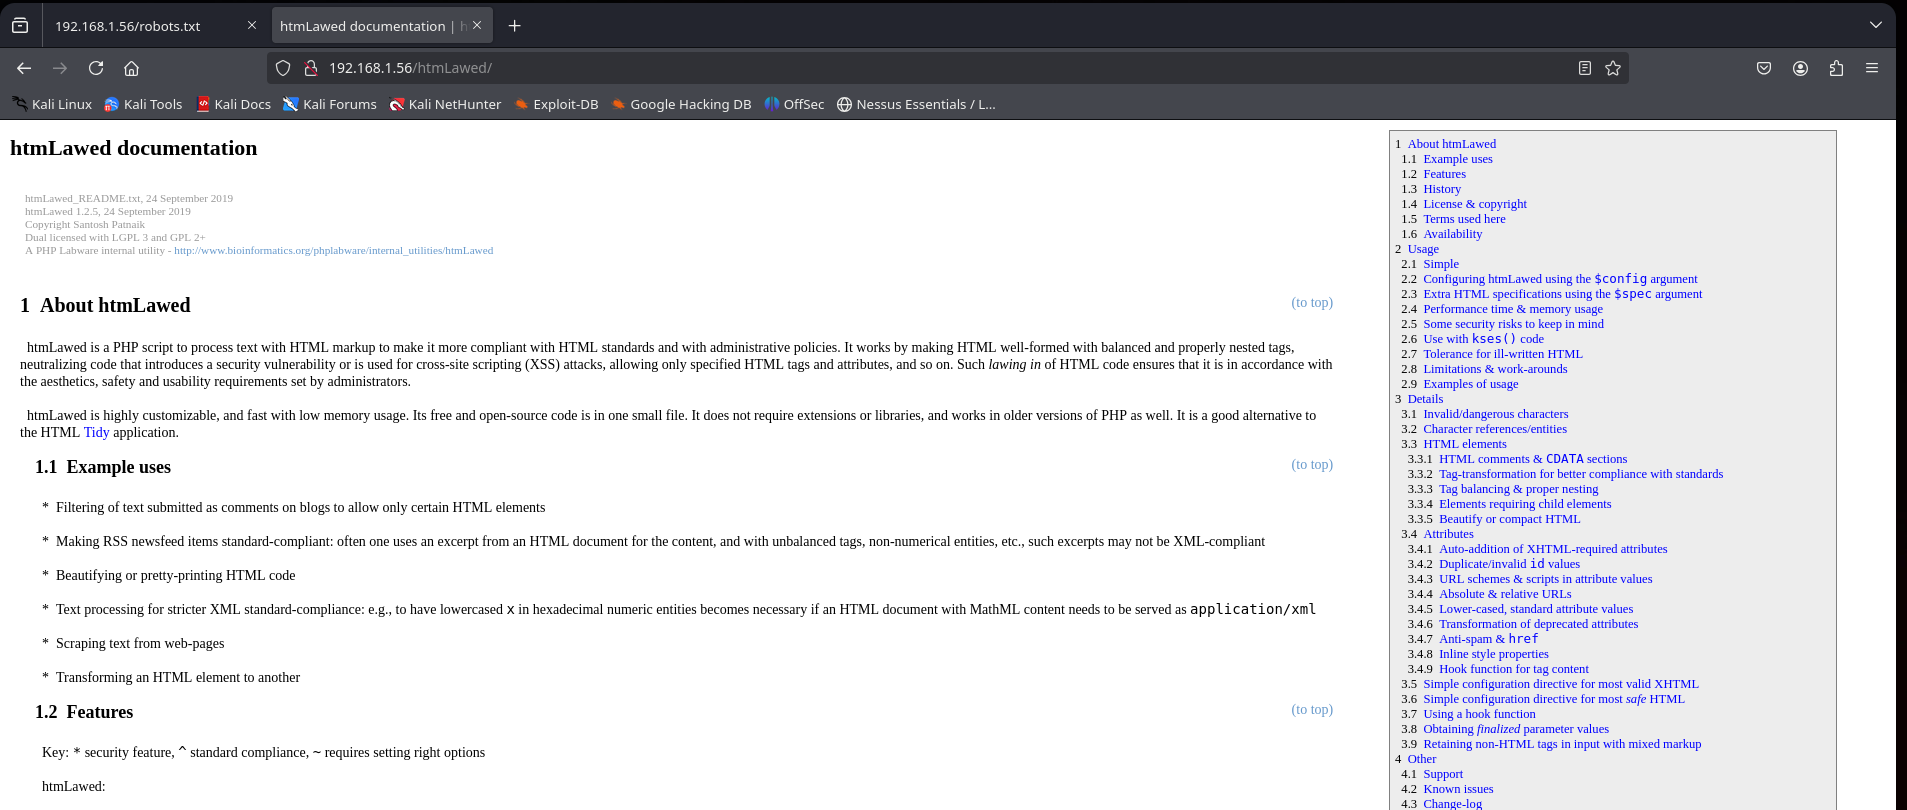 192.168.1.56/robots.txt
htmLawed documentation | h
192.168.1.56/htmLawed/
Kali Linux
Kali Tools
Kali Docs
Kali Forums
Kali NetHunter
Exploit-DB
Google Hacking DB
OffSec
Nessus Essentials / L...
htmLawed documentation
htmLawed_README.txt, 24 September 2019
htmLawed 1.2.5, 24 September 2019
Copyright Santosh Patnaik
Dual licensed with LGPL 3 and GPL 2+
A PHP Labware internal utility - http://www.bioinformatics.org/phplabware/internal_utilities/htmLawed
1 About htmLawed
(to top)
htmLawed is a PHP script to process text with HTML markup to make it more compliant with HTML standards and with administrative policies. It works by making HTML well-formed with balanced and properly nested tags,
neutralizing code that introduces a security vulnerability or is used for cross-site scripting (XSS) attacks, allowing only specified HTML tags and attributes, and so on. Such lawing in of HTML code ensures that it is in accordance with
the aesthetics, safety and usability requirements set by administrators.
htmLawed is highly customizable, and fast with low memory usage. Its free and open-source code is in one small file. It does not require extensions or libraries, and works in older versions of PHP as well. It is a good alternative to
the HTML Tidy application.
1.1 Example uses
(to top)
* Filtering of text submitted as comments on blogs to allow only certain HTML elements
* Making RSS newsfeed items standard-compliant: often one uses an excerpt from an HTML document for the content, and with unbalanced tags, non-numerical entities, etc., such excerpts may not be XML-compliant
* Beautifying or pretty-printing HTML code
* Text processing for stricter XML standard-compliance: e.g., to have lowercased x in hexadecimal numeric entities becomes necessary if an HTML document with MathML content needs to be served as application/xml
* Scraping text from web-pages
* Transforming an HTML element to another
1.2 Features
(to top)
Key: * security feature, ^ standard compliance, ~ requires setting right options
htmLawed:
1 About htmLawed
1.1 Example uses
1.2 Features
1.3 History
1.4 License & copyright
1.5 Terms used here
1.6 Availability
2 Usage
2.1 Simple
2.2 Configuring htmLawed using the $config argument
2.3 Extra HTML specifications using the $spec argument
2.4 Performance time & memory usage
2.5 Some security risks to keep in mind
2.6 Use with kses() code
2.7 Tolerance for ill-written HTML
2.8 Limitations & work-arounds
2.9 Examples of usage
3 Details
3.1 Invalid/dangerous characters
3.2 Character references/entities
3.3 HTML elements
3.3.1 HTML comments & CDATA sections
3.3.2 Tag-transformation for better compliance with standards
3.3.3 Tag balancing & proper nesting
3.3.4 Elements requiring child elements
3.3.5 Beautify or compact HTML
3.4 Attributes
3.4.1 Auto-addition of XHTML-required attributes
3.4.2 Duplicate/invalid id values
3.4.3 URL schemes & scripts in attribute values
3.4.4 Absolute & relative URLs
3.4.5 Lower-cased, standard attribute values
3.4.6 Transformation of deprecated attributes
3.4.7 Anti-spam & href
3.4.8 Inline style properties
3.4.9 Hook function for tag content
3.5 Simple configuration directive for most valid XHTML
3.6 Simple configuration directive for most safe HTML
3.7 Using a hook function
3.8 Obtaining finalized parameter values
3.9 Retaining non-HTML tags in input with mixed markup
4 Other
4.1 Support
4.2 Known issues
4.3 Change-log